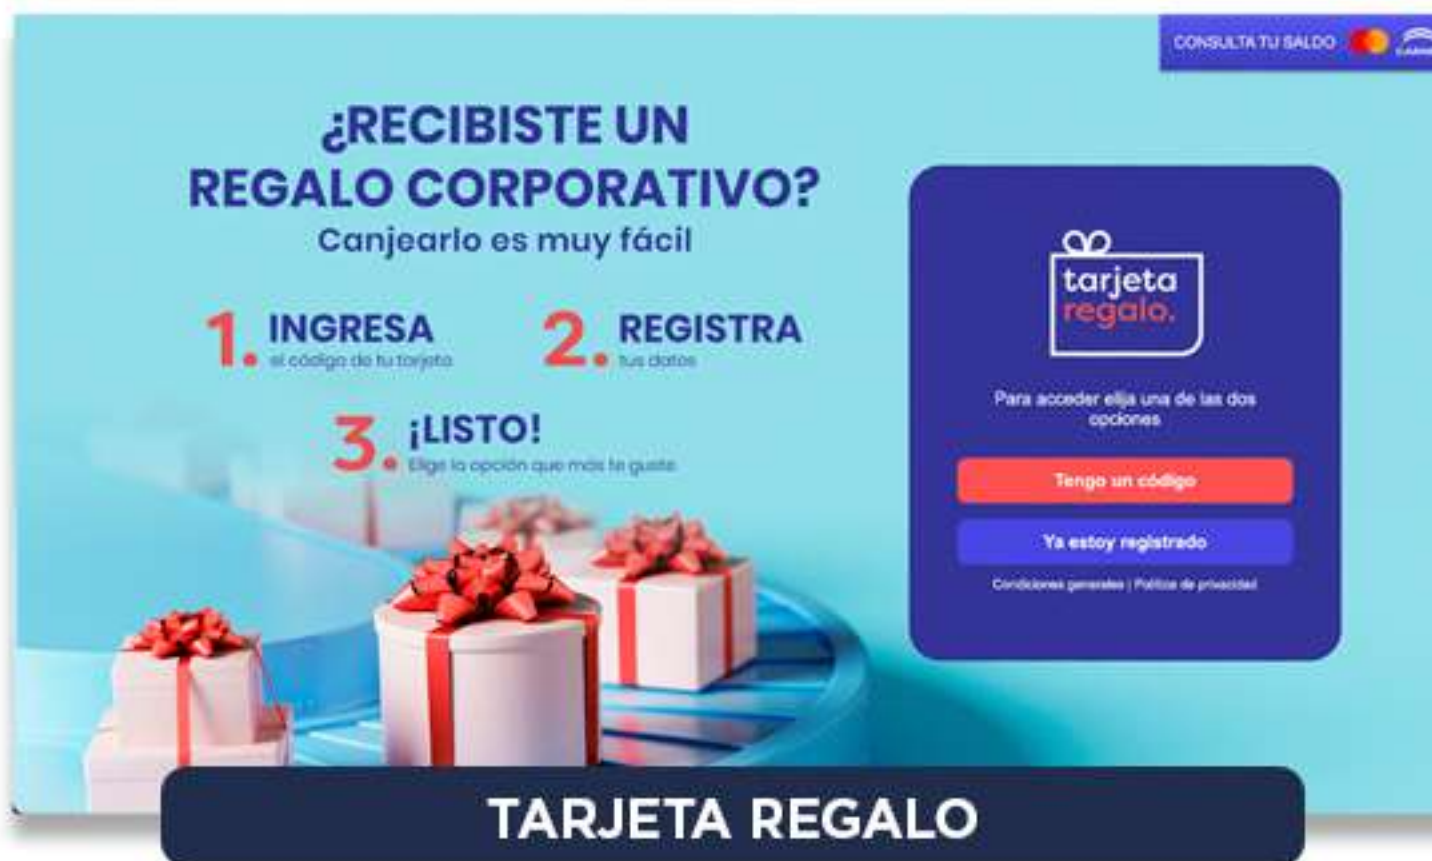 CONSULTA TU SALDO
¿RECIBISTE UN
REGALO CORPORATIVO?
Canjearlo es muy fácil
1. INGRESA
el código de tu tarjeta
2. REGISTRA
tus datos
3. ¡LISTO!
Elige la opción que más te guste
tarjeta
regalo.
Para acceder elija una de las dos
opciones
Tengo un código
Ya estoy registrado
Condiciones generales | Política de privacidad
TARJETA REGALO